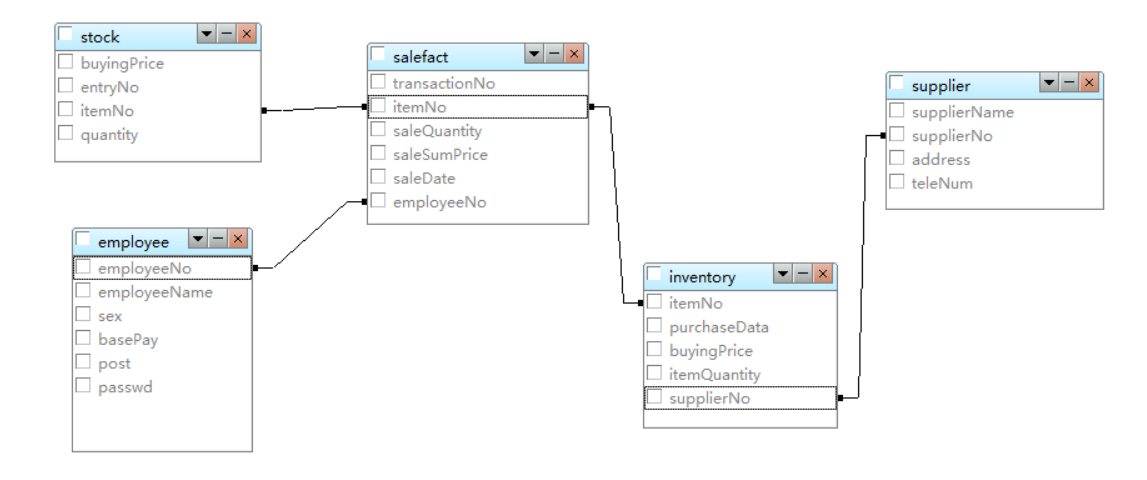 stock
buyingPrice
entryNo
itemNo
quantity
salefact
transactionNo
itemNo
saleQuantity
saleSumPrice
saleDate
employeeNo
supplier
supplierName
supplierNo
address
teleNum
employee
employeeNo
employeeName
sex
basePay
post
passwd
inventory
itemNo
purchaseData
buyingPrice
itemQuantity
supplierNo